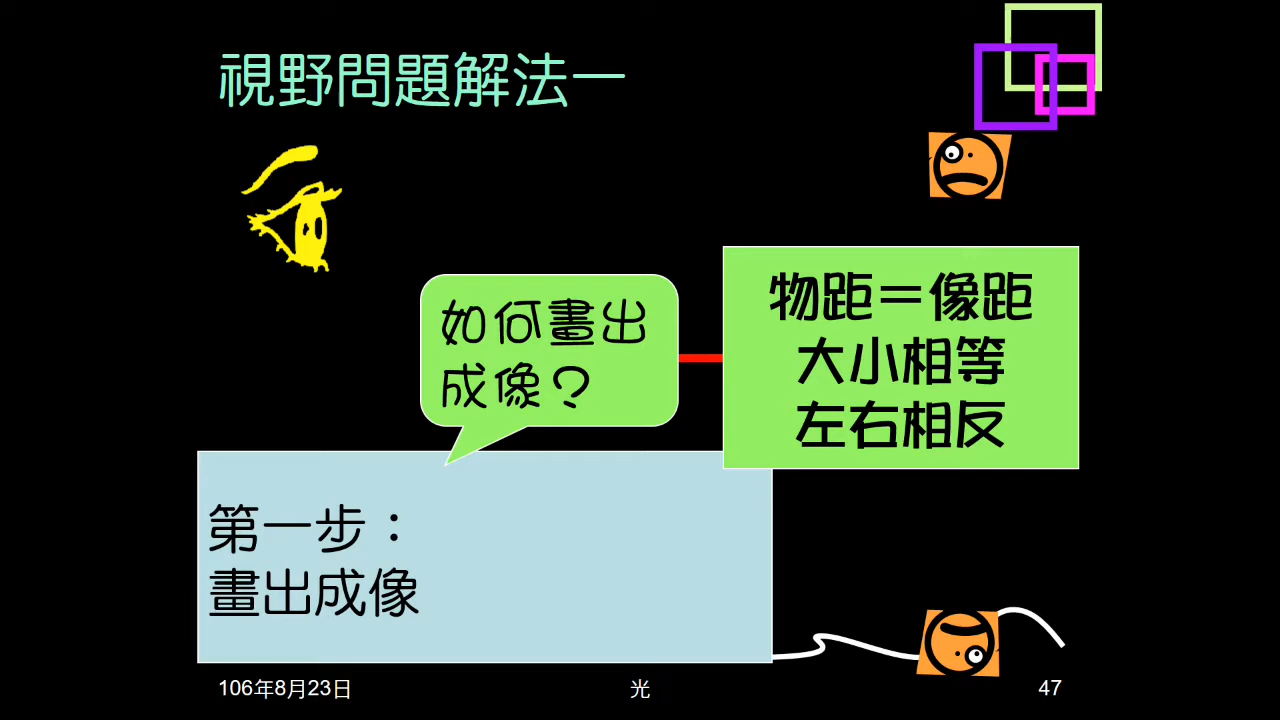 視野問題解法一
如何畫出
成像？
物距＝像距
大小相等
左右相反
第一步：
畫出成像
106年8月23日
光
47